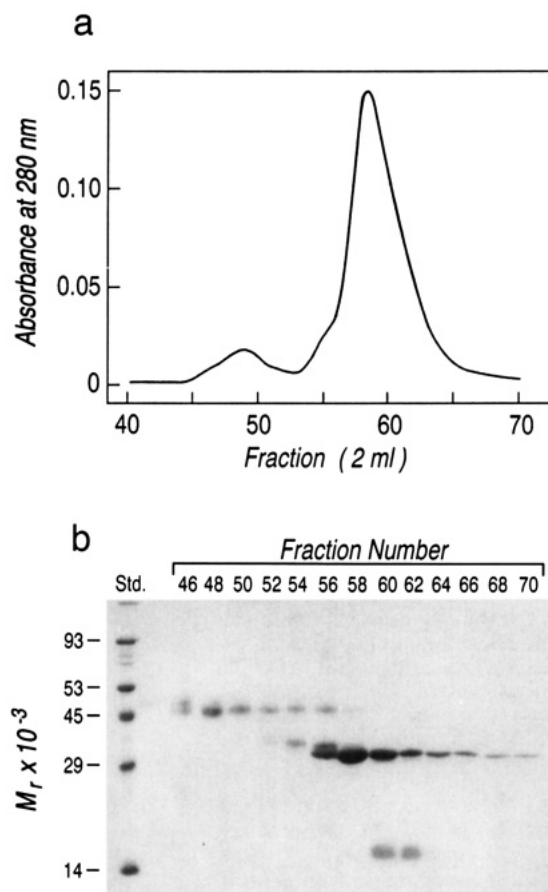 a
0.15
0.10
0.05
0
Absorbance at 280 nm
40 50 60 70
Fraction (2 ml)
b
Fraction Number
Std. 46 48 50 52 54 56 58 60 62 64 66 68 70
93
53
45
29
14
Mr x 10-3